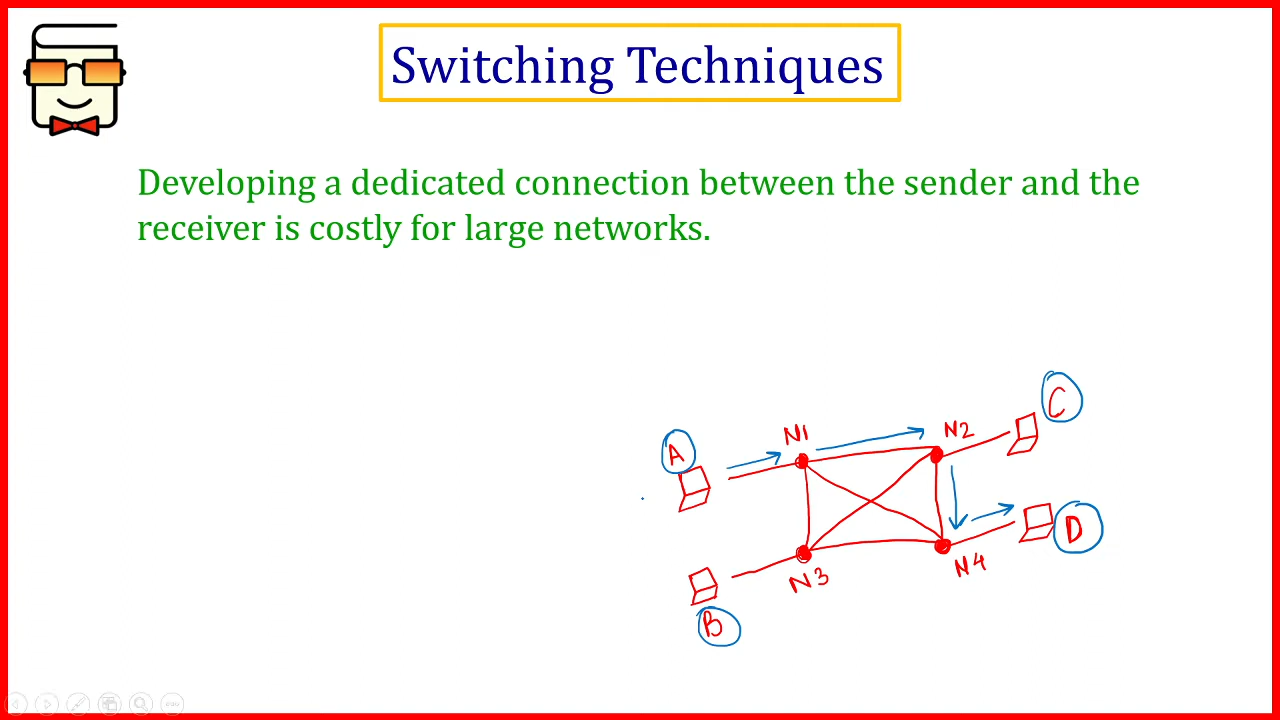 Switching Techniques
Developing a dedicated connection between the sender and the
receiver is costly for large networks.
C
N1
N2
A
D
N4
N3
B